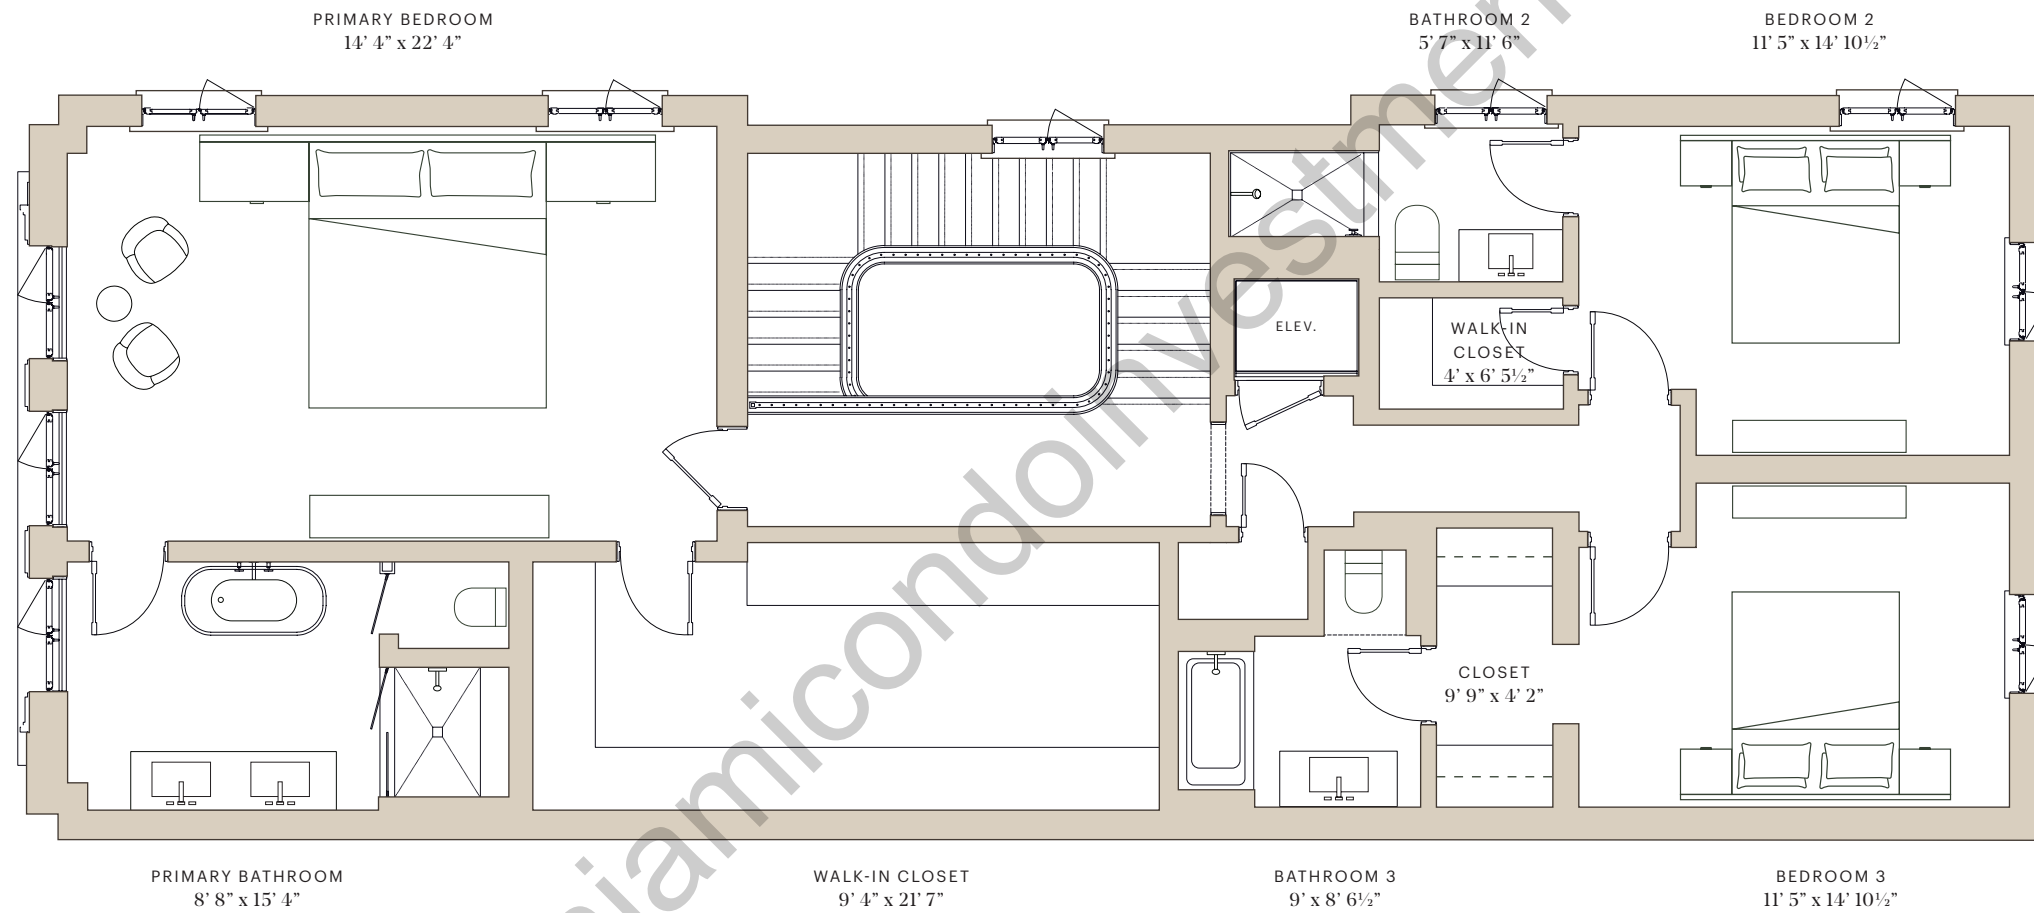 PRIMARY BEDROOM
14' 4" x 22' 4"
BATHROOM 2
5' 7" x 11' 6"
BEDROOM 2
11' 5" x 14' 10½"
ELEV.
WALK-IN
CLOSET
4' x 6' 5½"
CLOSET
9' 9" x 4' 2"
PRIMARY BATHROOM
8' 8" x 15' 4"
WALK-IN CLOSET
9' 4" x 21' 7"
BATHROOM 3
9' x 8' 6½"
BEDROOM 3
11' 5" x 14' 10½"
miamicondoinvestmen